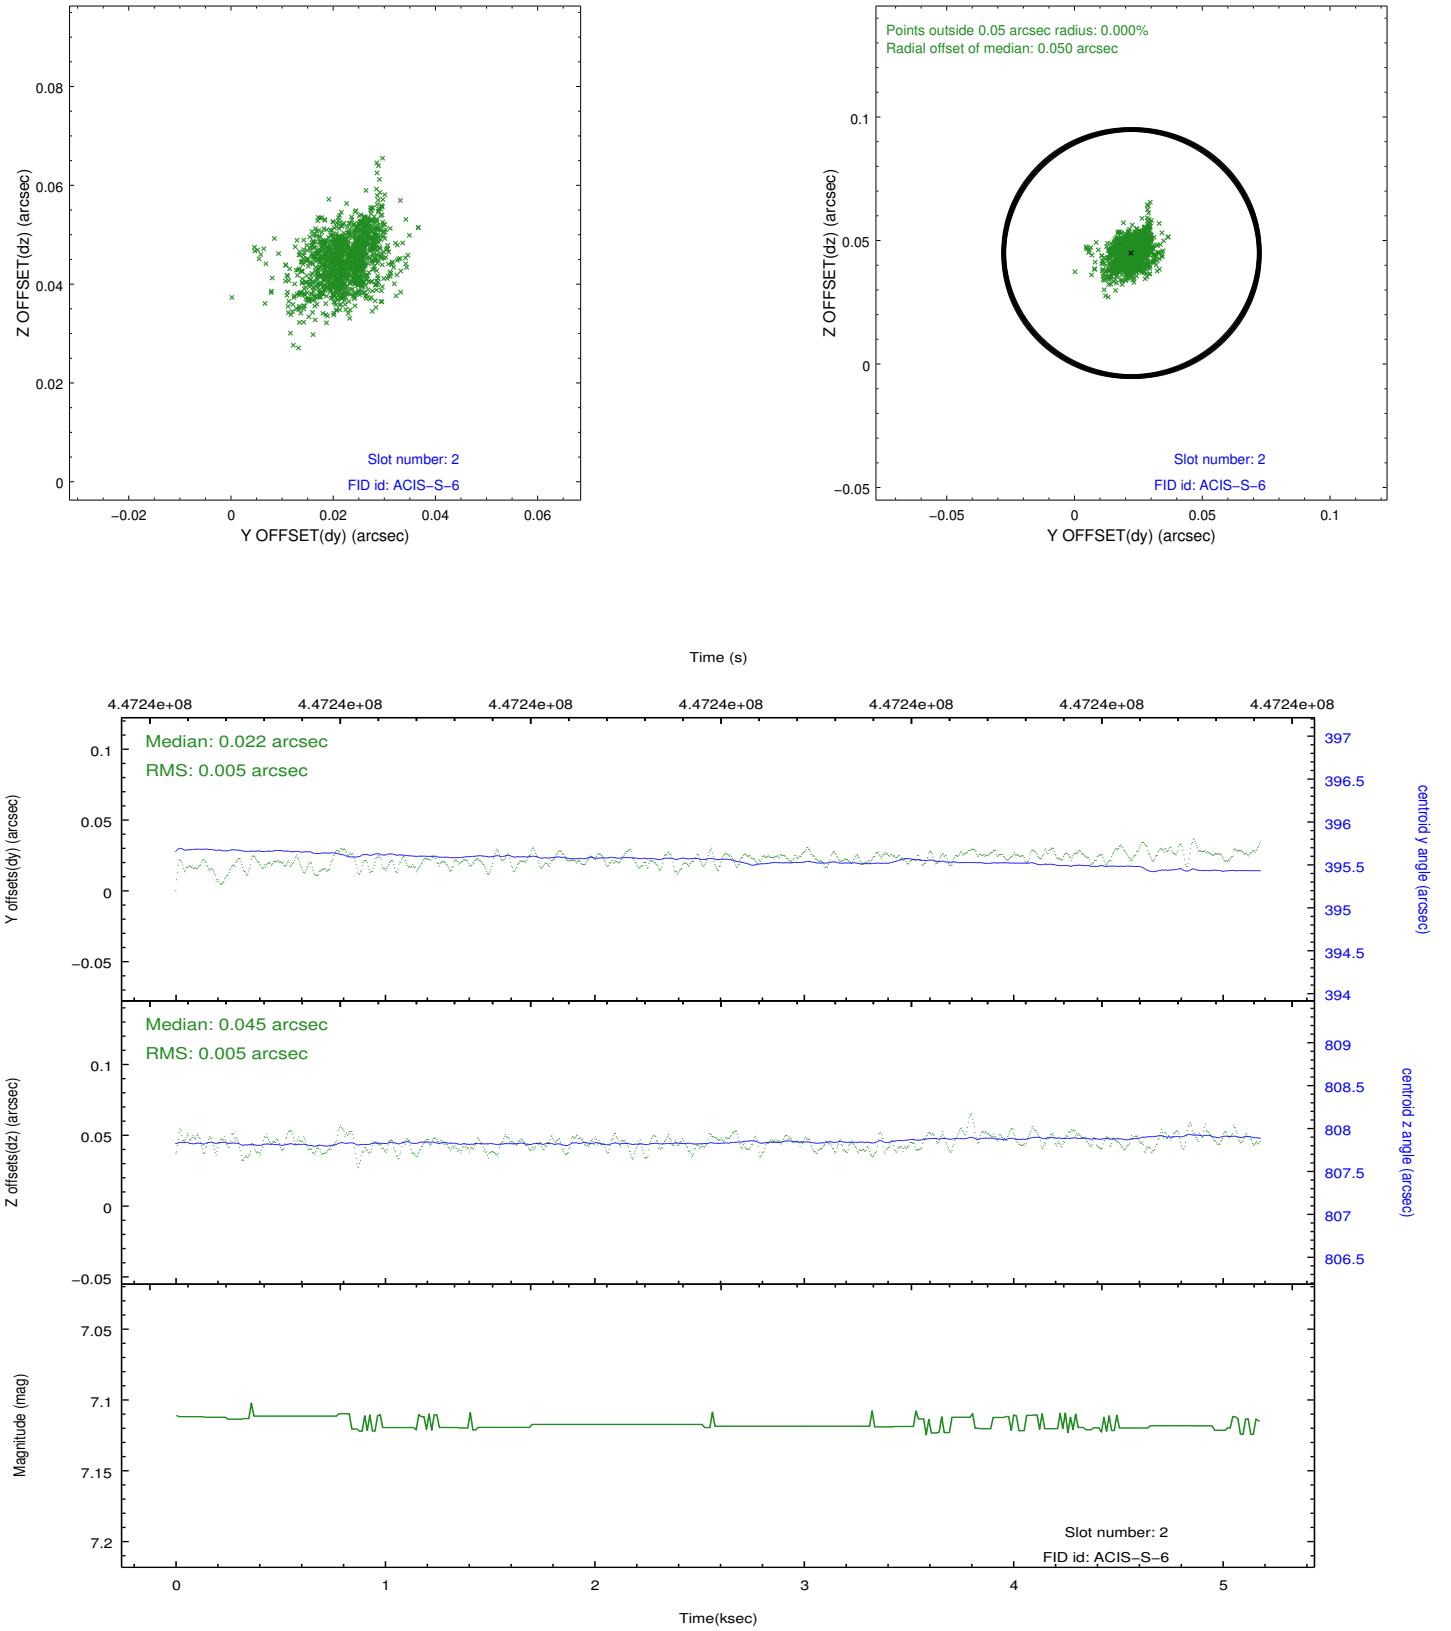 0.08
0.06
0.04
0.02
0
Z OFFSET(dz) (arcsec)
Slot number: 2
FID id: ACIS−S−6
−0.02 0 0.02 0.04 0.06
Y OFFSET(dy) (arcsec)
Points outside 0.05 arcsec radius: 0.000%
Radial offset of median: 0.050 arcsec
0.1
0.05
0
−0.05
Z OFFSET(dz) (arcsec)
Slot number: 2
FID id: ACIS−S−6
−0.05 0 0.05 0.1
Y OFFSET(dy) (arcsec)
Time (s)
4.4724e+08 4.4724e+08 4.4724e+08 4.4724e+08 4.4724e+08 4.4724e+08 4.4724e+08
Median: 0.022 arcsec
RMS: 0.005 arcsec
0.1
0.05
0
−0.05
Y offsets(dy) (arcsec)
397
396.5
396
395.5
395
394.5
394
centroid y angle (arcsec)
Median: 0.045 arcsec
RMS: 0.005 arcsec
0.1
0.05
0
−0.05
Z offsets(dz) (arcsec)
809
808.5
808
807.5
807
806.5
centroid z angle (arcsec)
7.05
7.1
7.15
7.2
Magnitude (mag)
Slot number: 2
FID id: ACIS−S−6
0 1 2 3 4 5
Time(ksec)